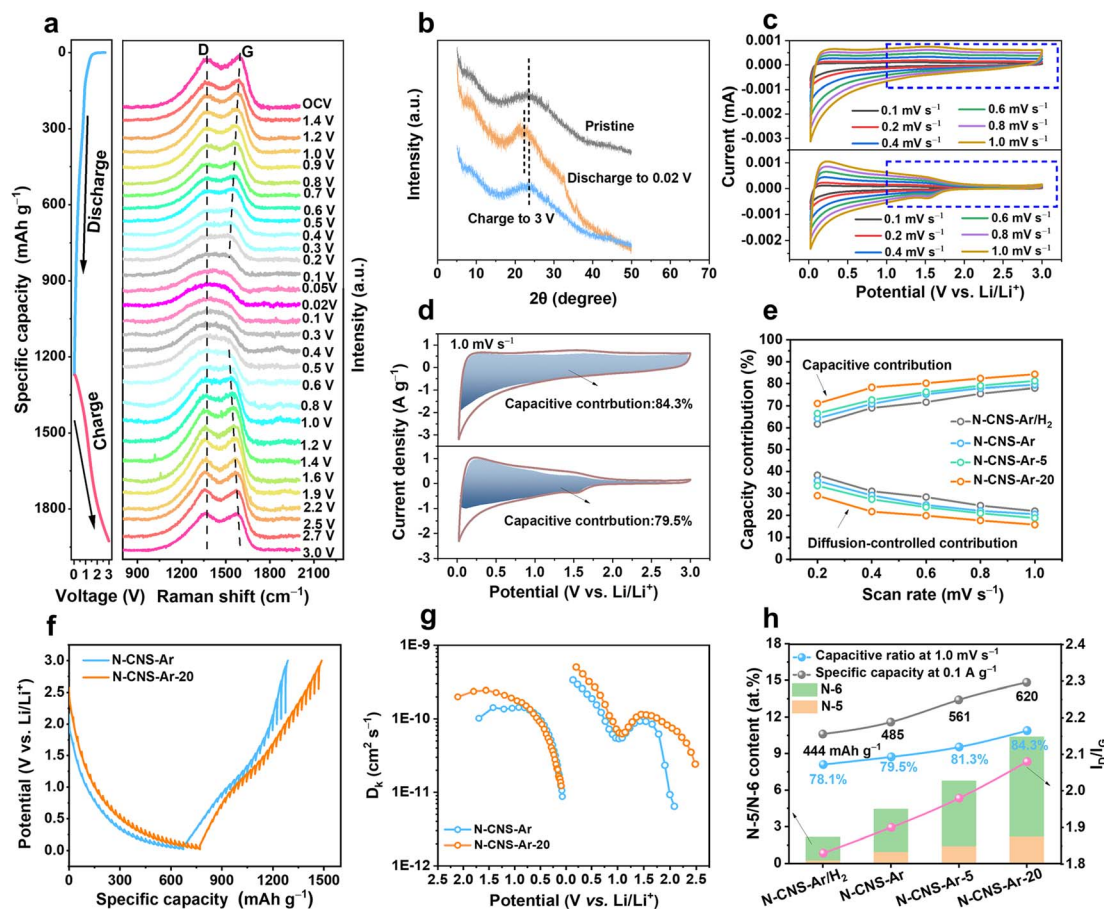 a
0
300
600
900
1200
1500
1800
Specific capacity (mAh g⁻¹)
Discharge
Charge
0 1 2 3
Voltage (V)
D
G
OCV
1.4 V
1.2 V
1.0 V
0.9 V
0.8 V
0.7 V
0.6 V
0.5 V
0.4 V
0.3 V
0.2 V
0.1 V
0.05V
0.02V
0.1 V
0.3 V
0.4 V
0.5 V
0.6 V
0.8 V
1.0 V
1.2 V
1.4 V
1.6 V
1.9 V
2.2 V
2.5 V
2.7 V
3.0 V
Intensity (a.u.)
900 1300 1700 2100
Raman shift (cm⁻¹)
b
Intensity (a.u.)
Pristine
Discharge to 0.02 V
Charge to 3 V
0 10 20 30 40 50 60 70
2θ (degree)
c
Current (mA)
0.001
0.000
-0.001
-0.002
-0.003
0.1 mV s⁻¹ 0.6 mV s⁻¹
0.2 mV s⁻¹ 0.8 mV s⁻¹
0.4 mV s⁻¹ 1.0 mV s⁻¹
0.001
0.000
-0.001
-0.002
0.1 mV s⁻¹ 0.6 mV s⁻¹
0.2 mV s⁻¹ 0.8 mV s⁻¹
0.4 mV s⁻¹ 1.0 mV s⁻¹
0.0 0.5 1.0 1.5 2.0 2.5 3.0
Potential (V vs. Li/Li⁺)
d
1.0 mV s⁻¹
Current density (A g⁻¹)
1
0
-1
-2
-3
Capacitive contrbution:84.3%
1
0
-1
-2
-3
Capacitive contrbution:79.5%
0.0 0.5 1.0 1.5 2.0 2.5 3.0
Potential (V vs. Li/Li⁺)
e
Capacity contribution (%)
100
90
80
70
60
50
40
30
20
10
0
Capacitive contribution
N-CNS-Ar/H₂
N-CNS-Ar
N-CNS-Ar-5
N-CNS-Ar-20
Diffusion-controlled contribution
0.2 0.4 0.6 0.8 1.0
Scan rate (mV s⁻¹)
f
Potential (V vs. Li/Li⁺)
3.0
2.5
2.0
1.5
1.0
0.5
0.0
N-CNS-Ar
N-CNS-Ar-20
0 300 600 900 1200 1500
Specific capacity (mAh g⁻¹)
g
Dₖ (cm² s⁻¹)
1E-9
1E-10
1E-11
1E-12
N-CNS-Ar
N-CNS-Ar-20
2.5 2.0 1.5 1.0 0.5 0.0 0.5 1.0 1.5 2.0 2.5
Potential (V vs. Li/Li⁺)
h
N-5/N-6 content (at.%)
18
15
12
9
6
3
0
Capacitive ratio at 1.0 mV s⁻¹
Specific capacity at 0.1 A g⁻¹
N-6
N-5
444 mAh g⁻¹
485
561
620
78.1%
79.5%
81.3%
84.3%
2.4
2.3
2.2
2.1
2.0
1.9
1.8
I_D/I_G
N-CNS-Ar/H₂
N-CNS-Ar
N-CNS-Ar-5
N-CNS-Ar-20